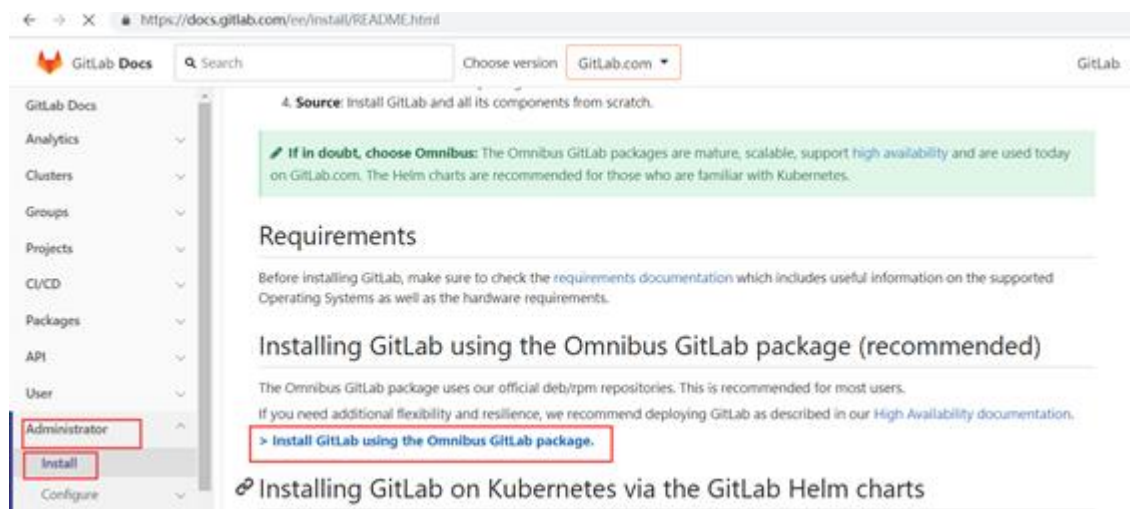 https://docs.gitlab.com/ee/install/README.html
GitLab Docs
Search
Choose version
GitLab.com
GitLab
GitLab Docs
Analytics
Clusters
Groups
Projects
CI/CD
Packages
API
User
Administrator
Install
Configure
4. Source: Install GitLab and all its components from scratch.
If in doubt, choose Omnibus: The Omnibus GitLab packages are mature, scalable, support high availability and are used today
on GitLab.com. The Helm charts are recommended for those who are familiar with Kubernetes.
Requirements
Before installing GitLab, make sure to check the requirements documentation which includes useful information on the supported
Operating Systems as well as the hardware requirements.
Installing GitLab using the Omnibus GitLab package (recommended)
The Omnibus GitLab package uses our official deb/rpm repositories. This is recommended for most users.
If you need additional flexibility and resilience, we recommend deploying GitLab as described in our High Availability documentation.
> Install GitLab using the Omnibus GitLab package.
Installing GitLab on Kubernetes via the GitLab Helm charts